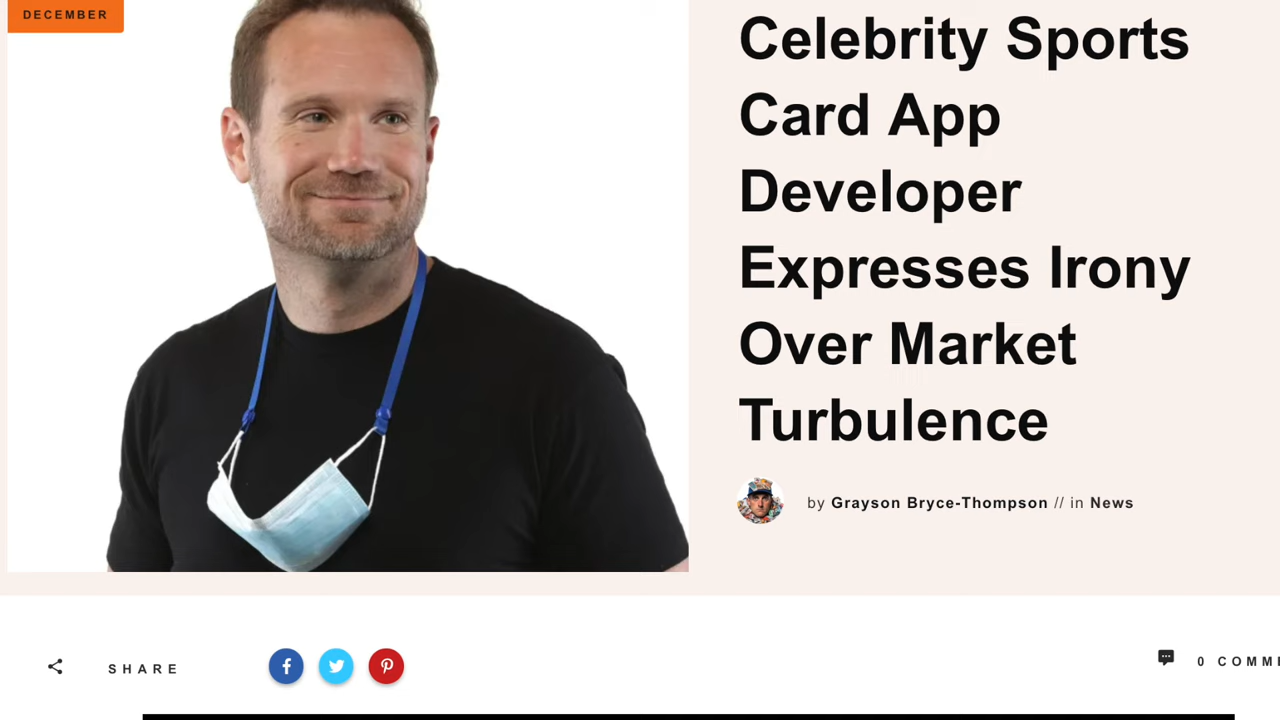 DECEMBER
Celebrity Sports
Card App
Developer
Expresses Irony
Over Market
Turbulence
by Grayson Bryce-Thompson // in News
SHARE
0 COMME